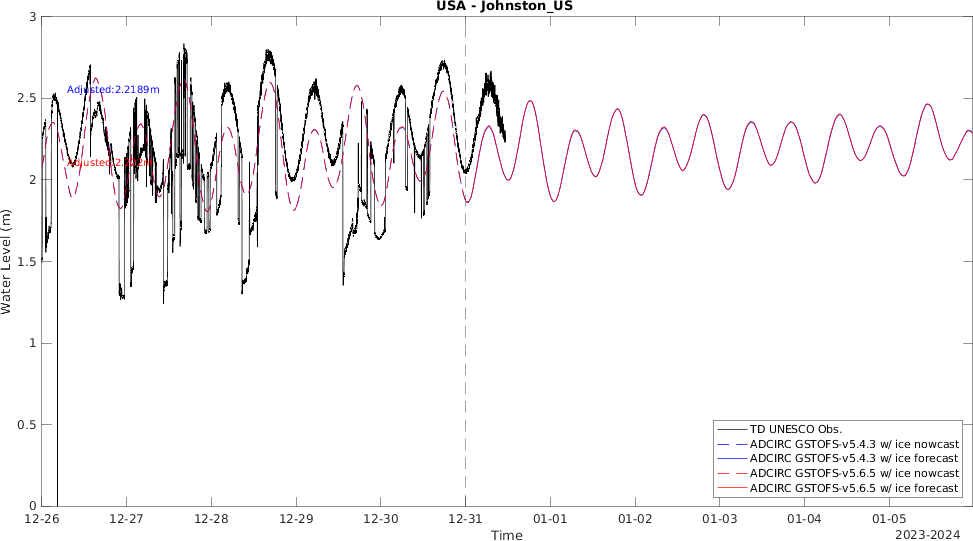 USA - Johnston_US
3
2.5
2
1.5
1
0.5
0
Water Level (m)
Adjusted:2.2189m
12-26
12-27
12-28
12-29
12-30
12-31
01-01
01-02
01-03
01-04
01-05
Time
2023-2024
TD UNESCO Obs.
ADCIRC GSTOFS-v5.4.3 w/ ice nowcast
ADCIRC GSTOFS-v5.4.3 w/ ice forecast
ADCIRC GSTOFS-v5.6.5 w/ ice nowcast
ADCIRC GSTOFS-v5.6.5 w/ ice forecast